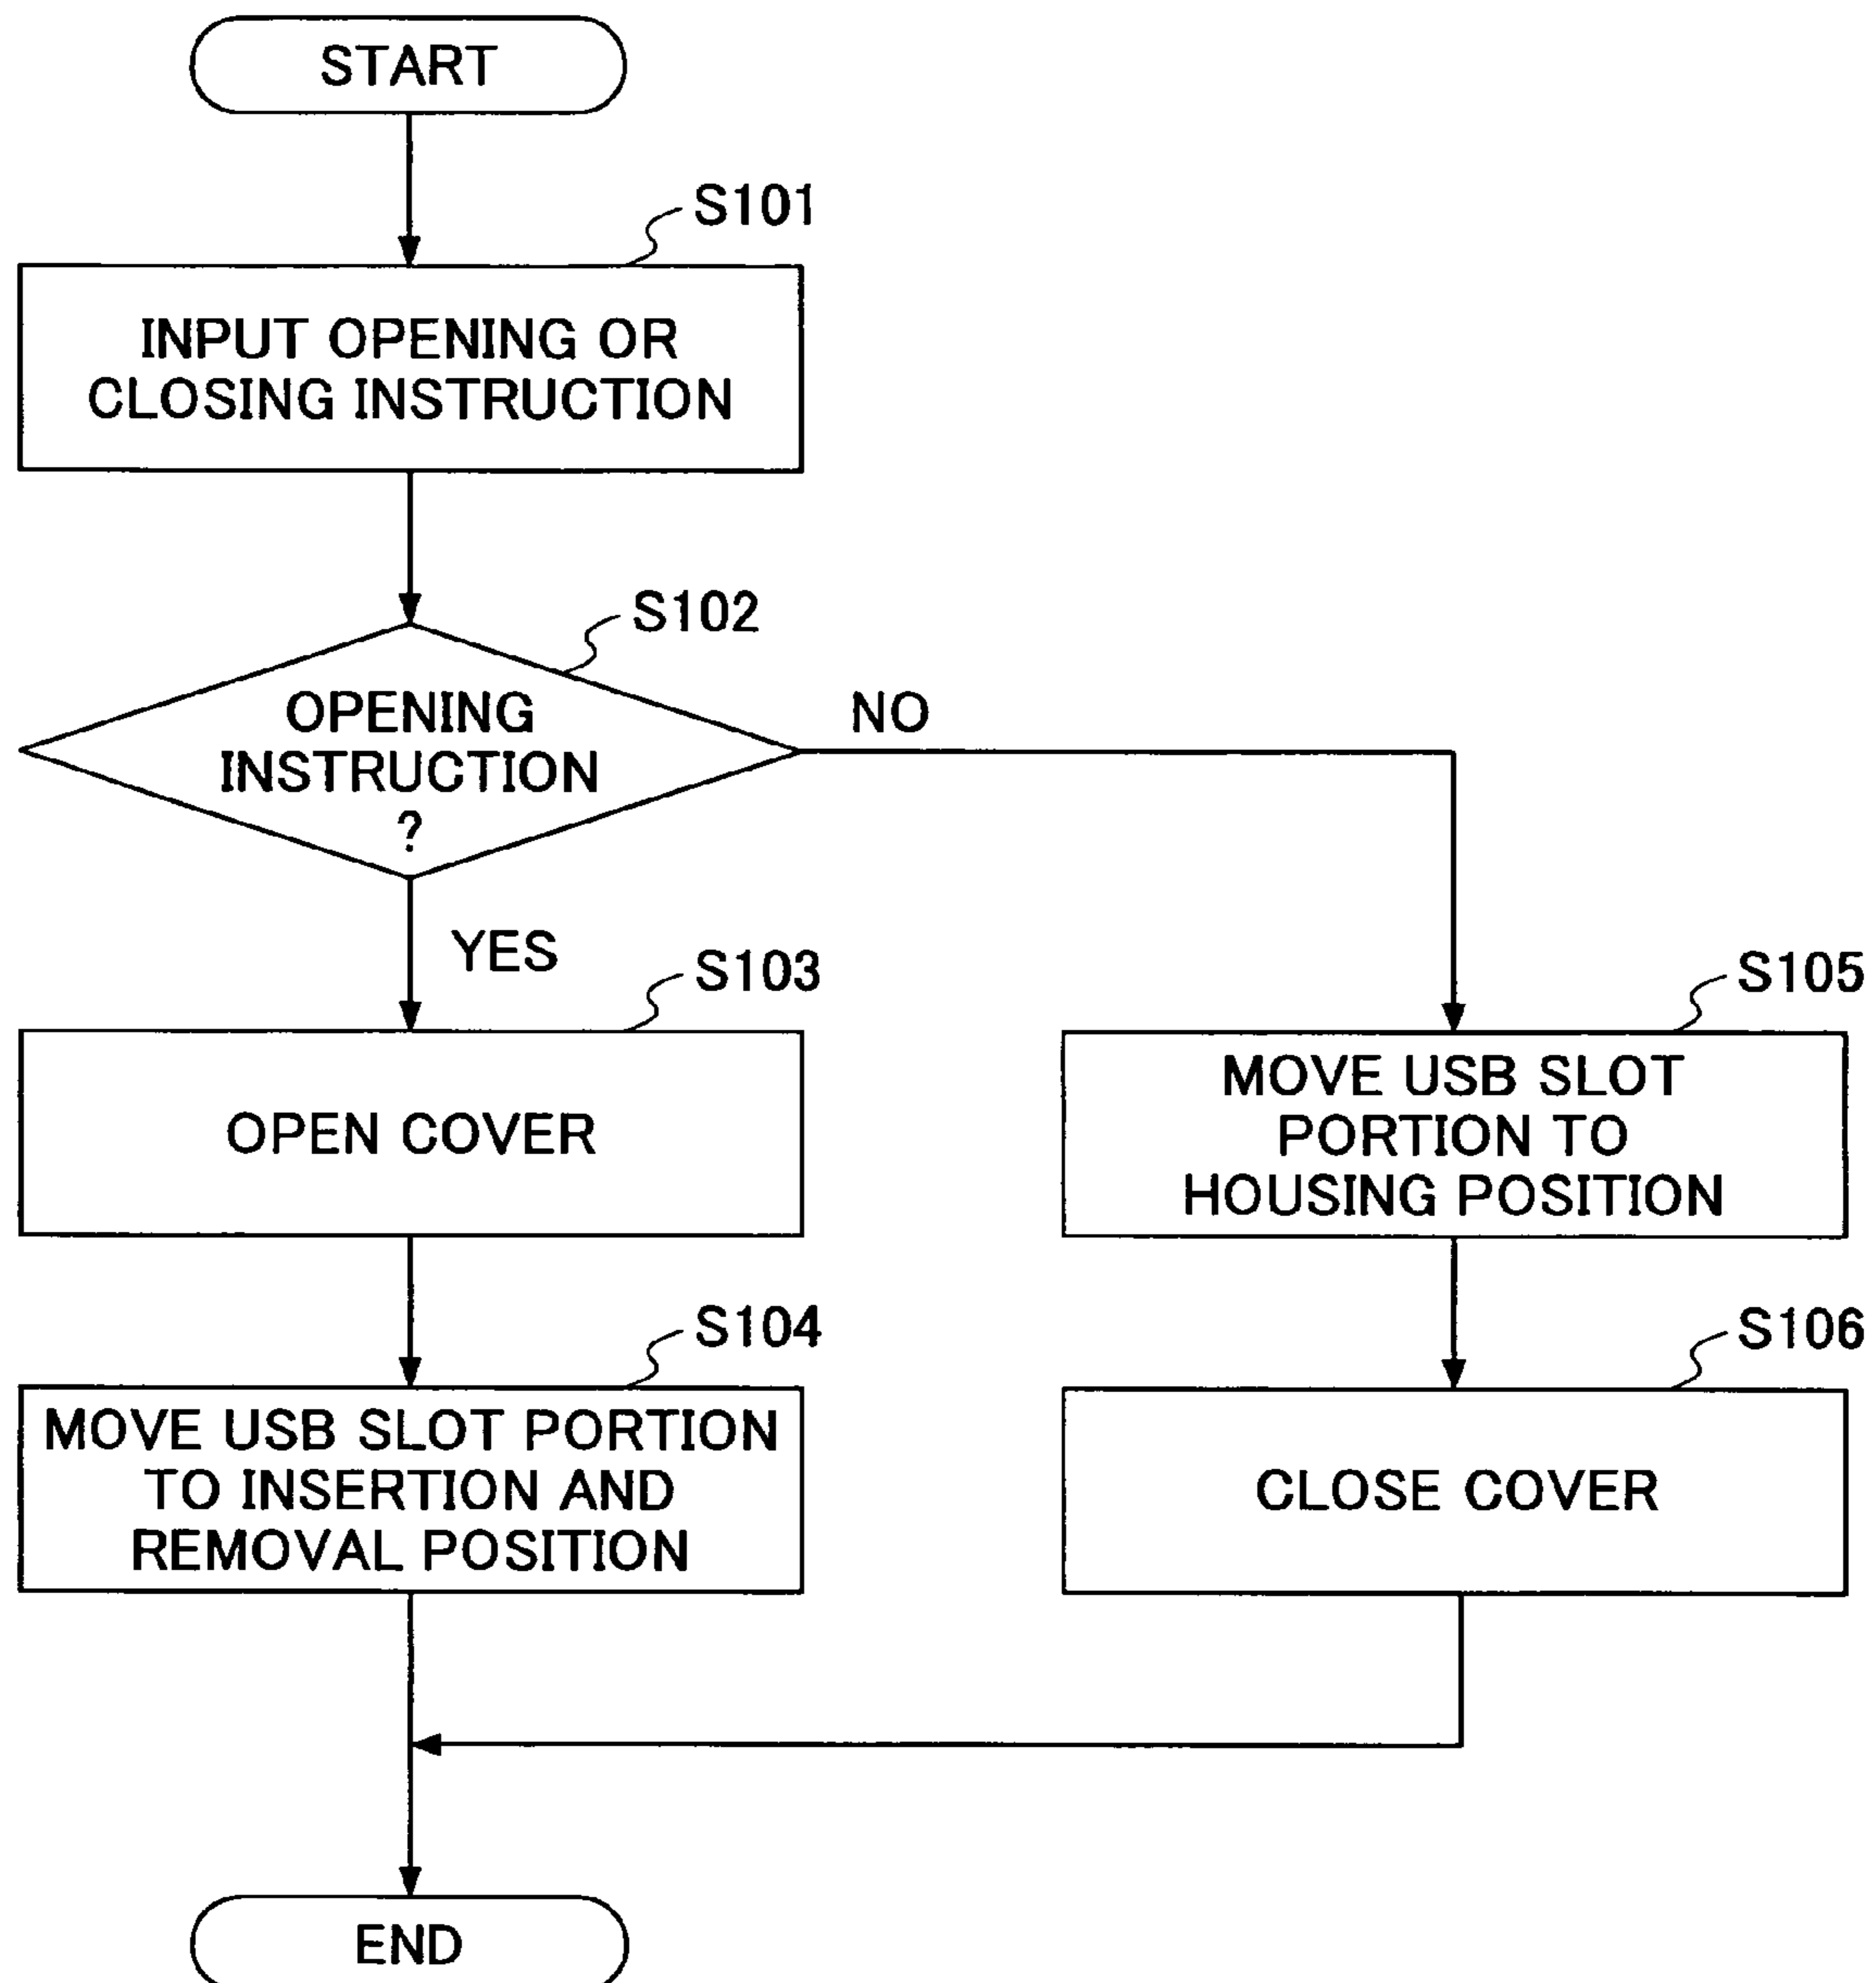 START
S101
INPUT OPENING OR
CLOSING INSTRUCTION
S102
OPENING
INSTRUCTION
?
NO
YES
S103
OPEN COVER
S105
MOVE USB SLOT
PORTION TO
HOUSING POSITION
S104
MOVE USB SLOT PORTION
TO INSERTION AND
REMOVAL POSITION
S106
CLOSE COVER
END